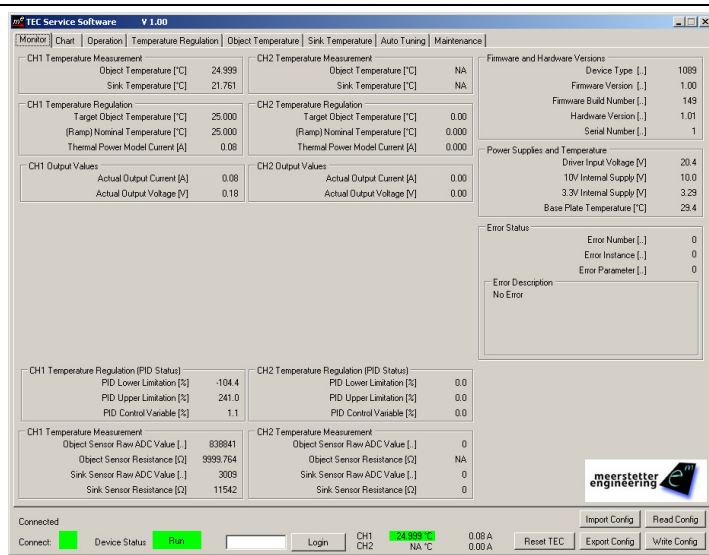 TEC Service Software V 1.00
Monitor Chart Operation Temperature Regulation Object Temperature Sink Temperature Auto Tuning Maintenance
CH1 Temperature Measurement
Object Temperature [°C] 24.999
Sink Temperature [°C] 21.761
CH2 Temperature Measurement
Object Temperature [°C] NA
Sink Temperature [°C] NA
Firmware and Hardware Versions
Device Type [..] 1089
Firmware Version [..] 1.00
Firmware Build Number [..] 149
Hardware Version [..] 1.01
Serial Number [..] 1
CH1 Temperature Regulation
Target Object Temperature [°C] 25.000
(Ramp) Nominal Temperature [°C] 25.000
Thermal Power Model Current [A] 0.08
CH2 Temperature Regulation
Target Object Temperature [°C] 0.00
(Ramp) Nominal Temperature [°C] 0.000
Thermal Power Model Current [A] 0.000
Power Supplies and Temperature
Driver Input Voltage [V] 20.4
10V Internal Supply [V] 10.0
3.3V Internal Supply [V] 3.29
Base Plate Temperature [°C] 29.4
CH1 Output Values
Actual Output Current [A] 0.08
Actual Output Voltage [V] 0.18
CH2 Output Values
Actual Output Current [A] 0.00
Actual Output Voltage [V] 0.00
Error Status
Error Number [..] 0
Error Instance [..] 0
Error Parameter [..] 0
Error Description
No Error
CH1 Temperature Regulation (PID Status)
PID Lower Limitation [%] -104.4
PID Upper Limitation [%] 241.0
PID Control Variable [%] 1.1
CH2 Temperature Regulation (PID Status)
PID Lower Limitation [%] 0.0
PID Upper Limitation [%] 0.0
PID Control Variable [%] 0.0
CH1 Temperature Measurement
Object Sensor Raw ADC Value [..] 838841
Object Sensor Resistance [Ω] 9999.764
Sink Sensor Raw ADC Value [..] 3009
Sink Sensor Resistance [Ω] 11542
CH2 Temperature Measurement
Object Sensor Raw ADC Value [..] 0
Object Sensor Resistance [Ω] NA
Sink Sensor Raw ADC Value [..] 0
Sink Sensor Resistance [Ω] 0
meerstetter
engineering
Connected
Import Config Read Config
Connect: Device Status Run Login
CH1 24.999 °C 0.08 A
CH2 NA °C 0.00 A
Reset TEC Export Config Write Config